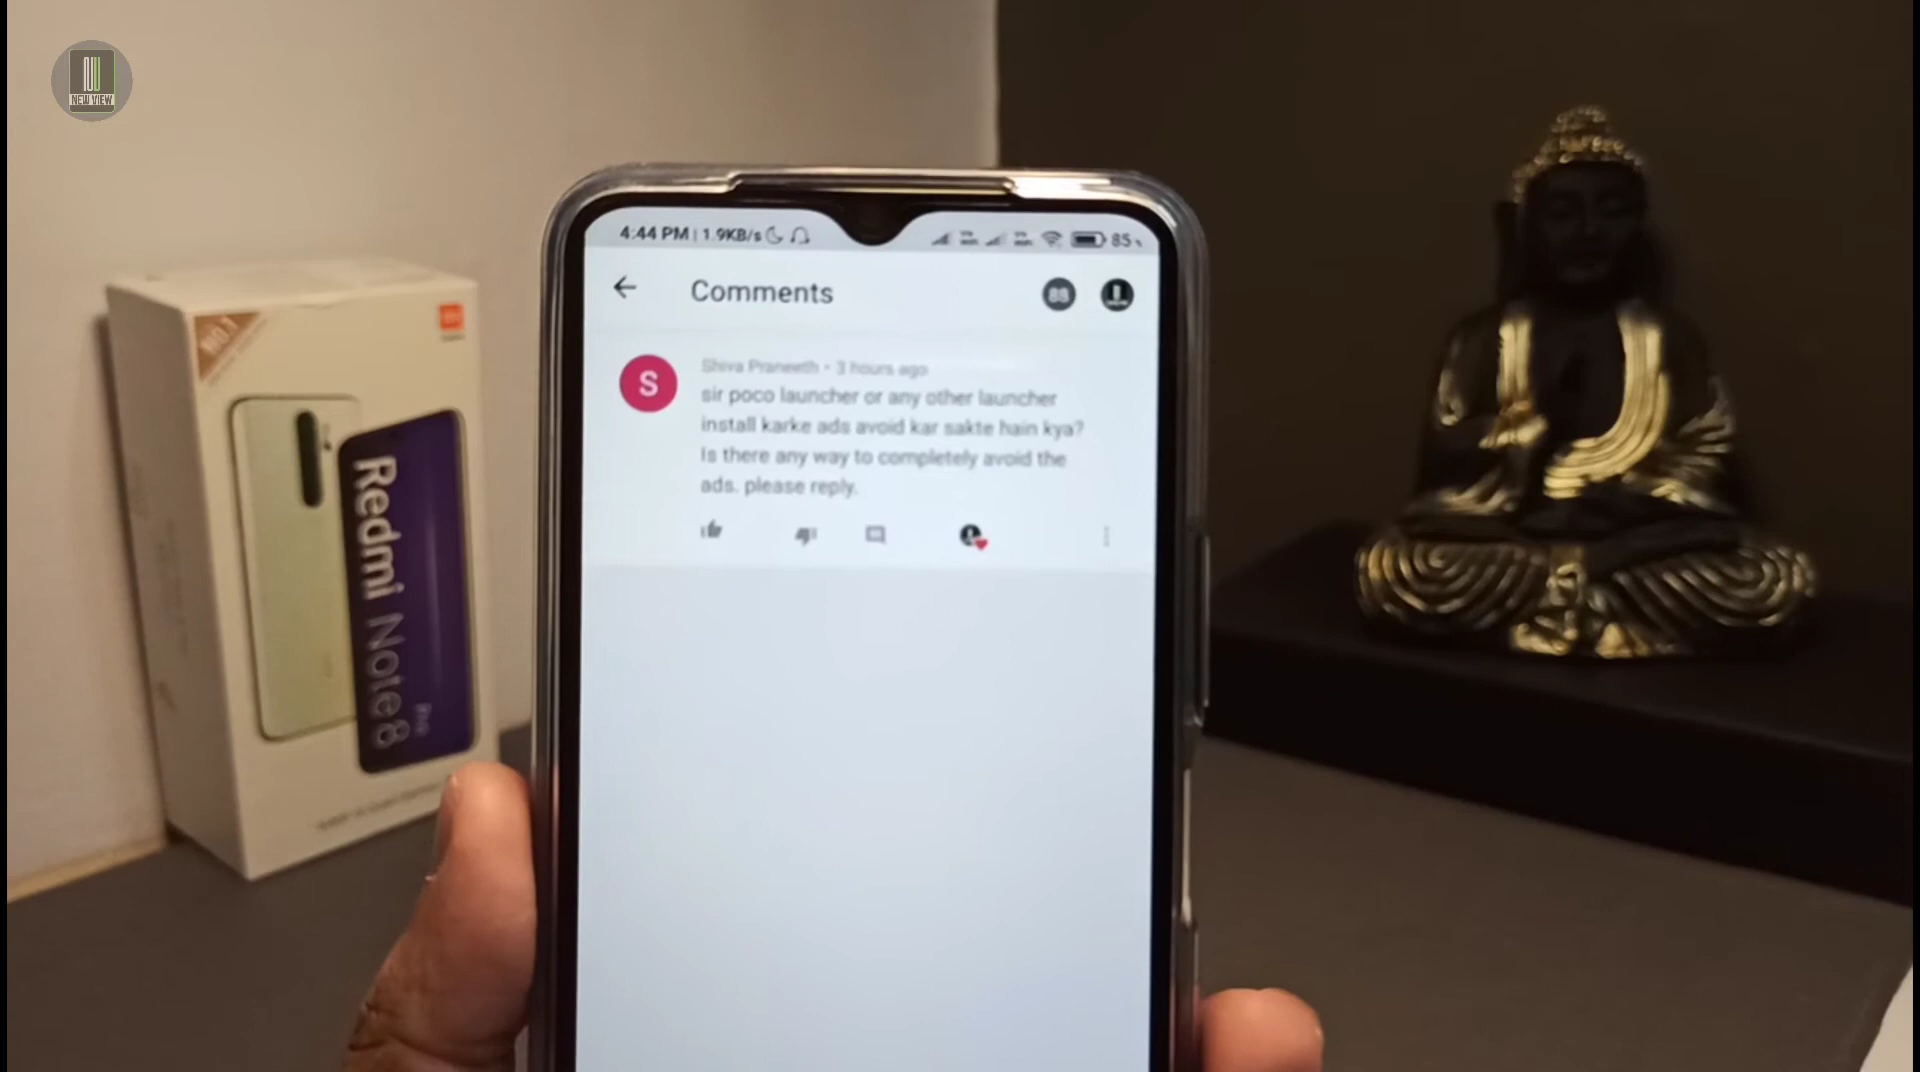 NEW VIEW
4:44 PM | 1.9KB/s
85
Comments
Shiva Praneeth • 3 hours ago
S
sir poco launcher or any other launcher
install karke ads avoid kar sakte hain kya?
Is there any way to completely avoid the
ads. please reply.
NO.1
Redmi Note 8
Pro